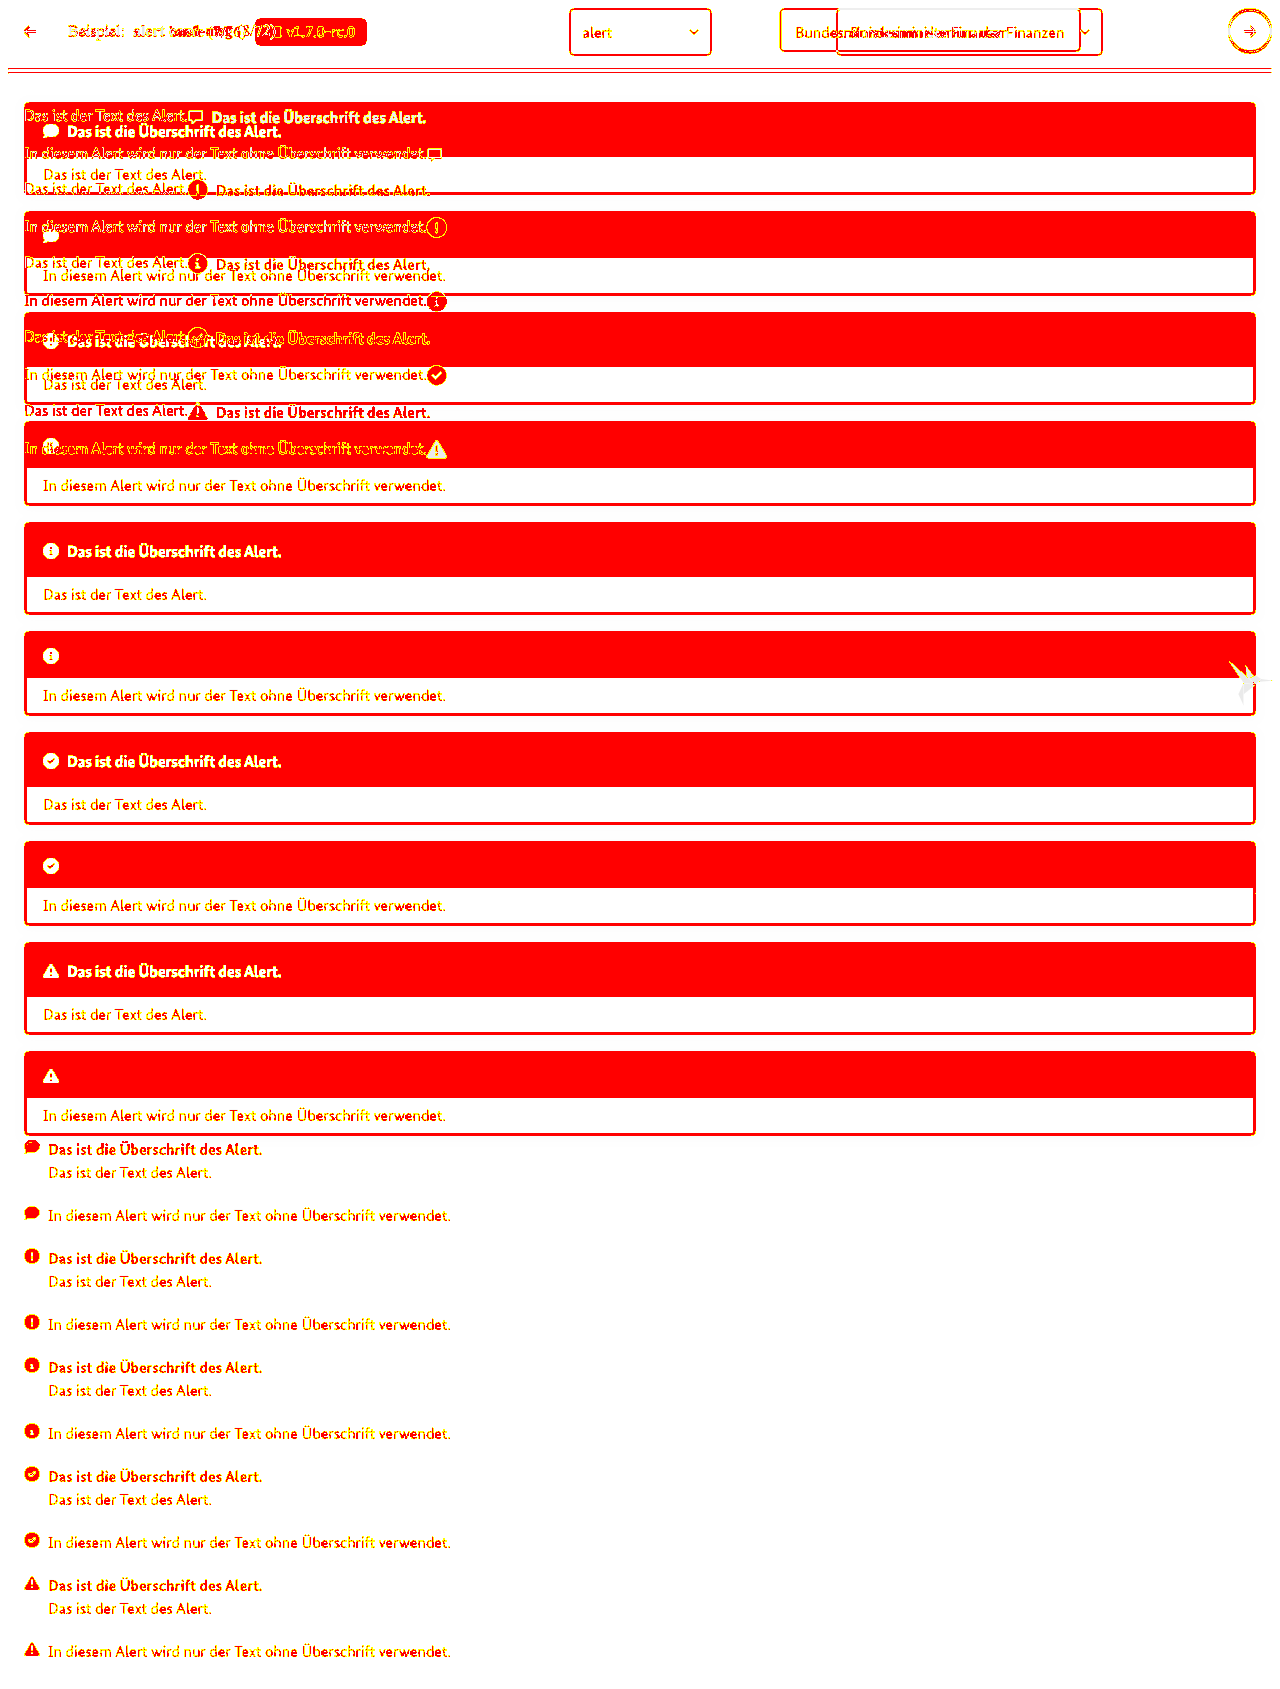 v1.7.0-rc.0
alert
Das ist der Text des Alert. Das ist die Überschrift des Alert.
Das ist die Überschrift des Alert.
In diesem Alert wird nur der Text ohne Überschrift verwendet.
Das ist der Text des Alert.
Das ist der Text des Alert. Das ist die Überschrift des Alert.
In diesem Alert wird nur der Text ohne Überschrift verwendet.
Das ist der Text des Alert. Das ist die Überschrift des Alert.
In diesem Alert wird nur der Text ohne Überschrift verwendet.
In diesem Alert wird nur der Text ohne Überschrift verwendet.
Das ist der Text des Alert. Das ist die Überschrift des Alert.
Das ist die Überschrift des Alert.
In diesem Alert wird nur der Text ohne Überschrift verwendet.
Das ist der Text des Alert.
Das ist der Text des Alert. Das ist die Überschrift des Alert.
In diesem Alert wird nur der Text ohne Überschrift verwendet.
In diesem Alert wird nur der Text ohne Überschrift verwendet.
Das ist die Überschrift des Alert.
Das ist der Text des Alert.
In diesem Alert wird nur der Text ohne Überschrift verwendet.
Das ist die Überschrift des Alert.
Das ist der Text des Alert.
In diesem Alert wird nur der Text ohne Überschrift verwendet.
Das ist die Überschrift des Alert.
Das ist der Text des Alert.
In diesem Alert wird nur der Text ohne Überschrift verwendet.
Das ist die Überschrift des Alert.
Das ist der Text des Alert.
In diesem Alert wird nur der Text ohne Überschrift verwendet.
Das ist die Überschrift des Alert.
Das ist der Text des Alert.
In diesem Alert wird nur der Text ohne Überschrift verwendet.
Das ist die Überschrift des Alert.
Das ist der Text des Alert.
In diesem Alert wird nur der Text ohne Überschrift verwendet.
Das ist die Überschrift des Alert.
Das ist der Text des Alert.
In diesem Alert wird nur der Text ohne Überschrift verwendet.
Das ist die Überschrift des Alert.
Das ist der Text des Alert.
In diesem Alert wird nur der Text ohne Überschrift verwendet.